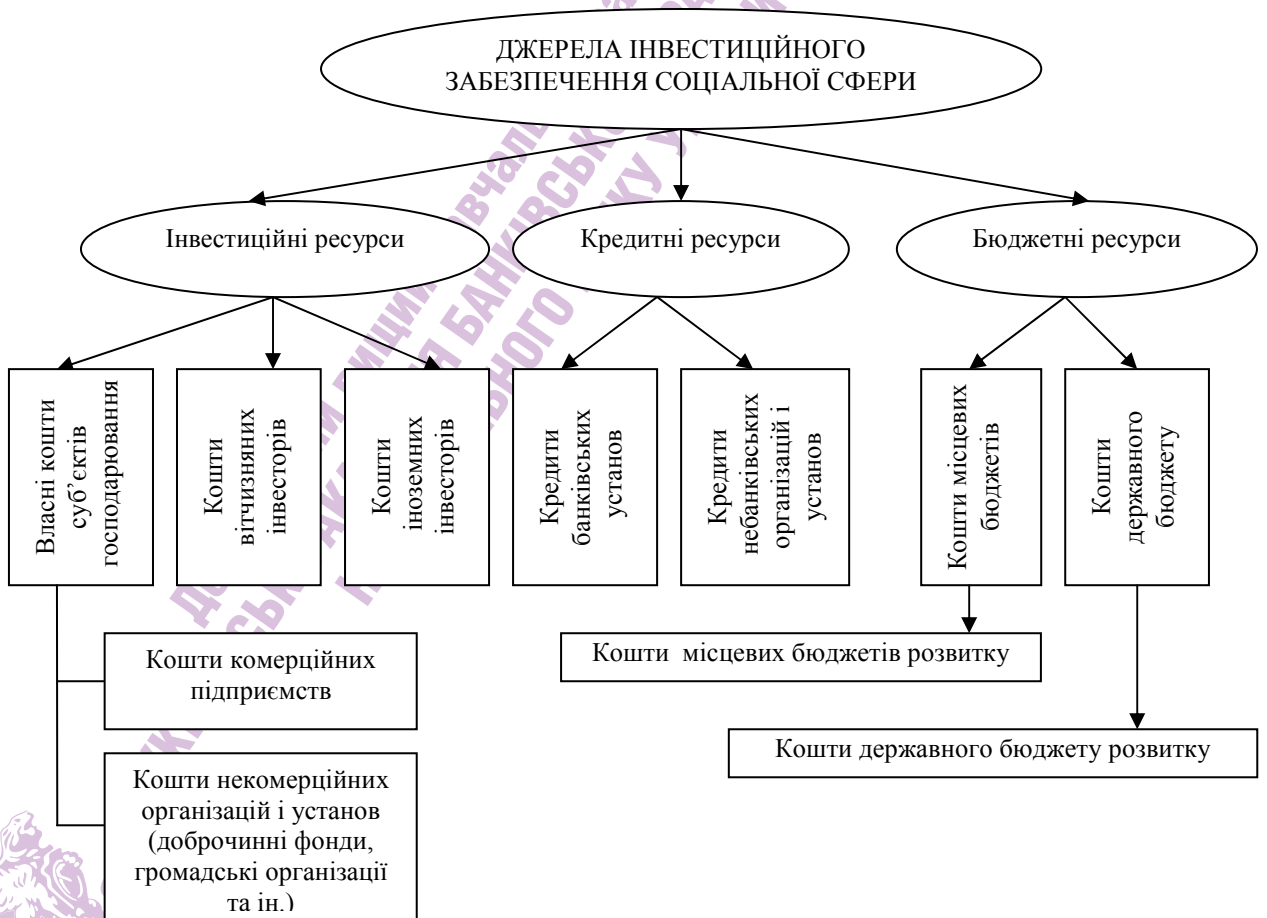 ДЖЕРЕЛА ІНВЕСТИЦІЙНОГО
ЗАБЕЗПЕЧЕННЯ СОЦІАЛЬНОЇ СФЕРИ
Інвестиційні ресурси
Кредитні ресурси
Бюджетні ресурси
Власні кошти
суб’єктів
господарювання
Кошти
вітчизняних
інвесторів
Кошти
іноземних
інвесторів
Кредити
банківських
установ
Кредити
небанківських
організацій і
установ
Кошти місцевих
бюджетів
Кошти
державного
бюджету
Кошти комерційних
підприємств
Кошти місцевих бюджетів розвитку
Кошти державного бюджету розвитку
Кошти некомерційних
організацій і установ
(доброчинні фонди,
громадські організації
та ін.)